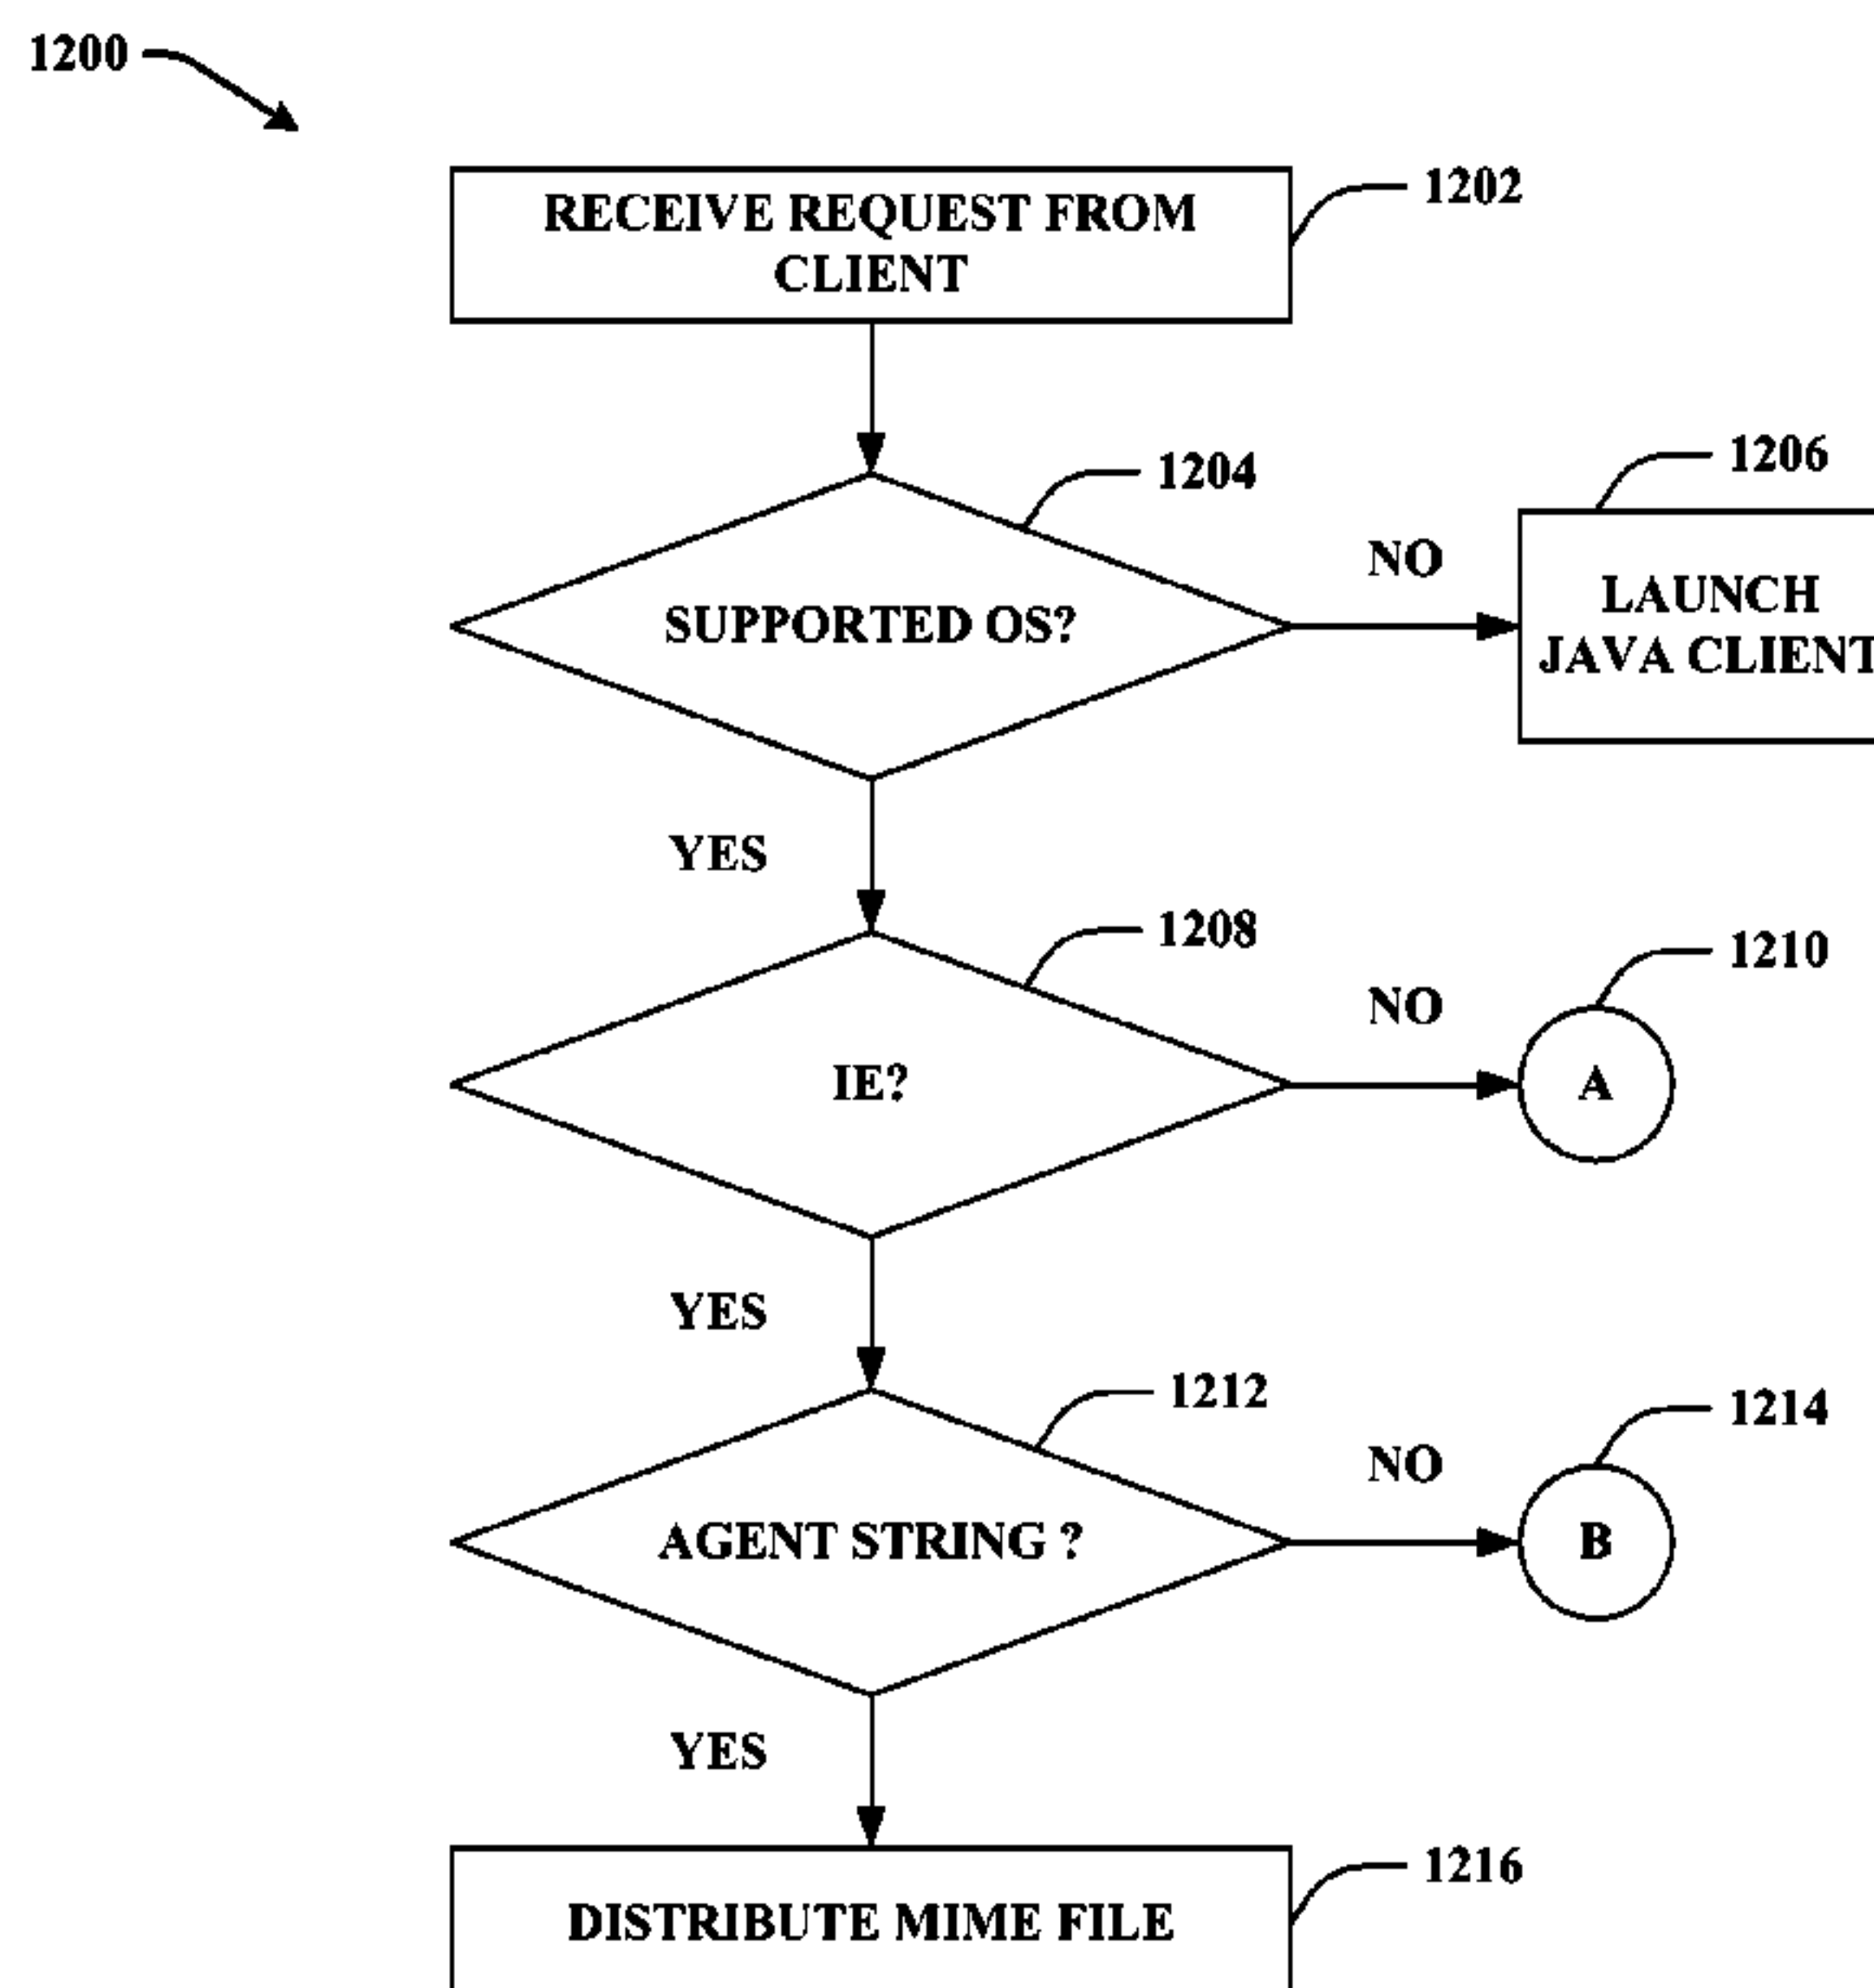 1200
RECEIVE REQUEST FROM
CLIENT
1202
1204
SUPPORTED OS?
NO
1206
LAUNCH
JAVA CLIENT
YES
1208
IE?
NO
1210
A
YES
1212
AGENT STRING ?
NO
1214
B
YES
1216
DISTRIBUTE MIME FILE